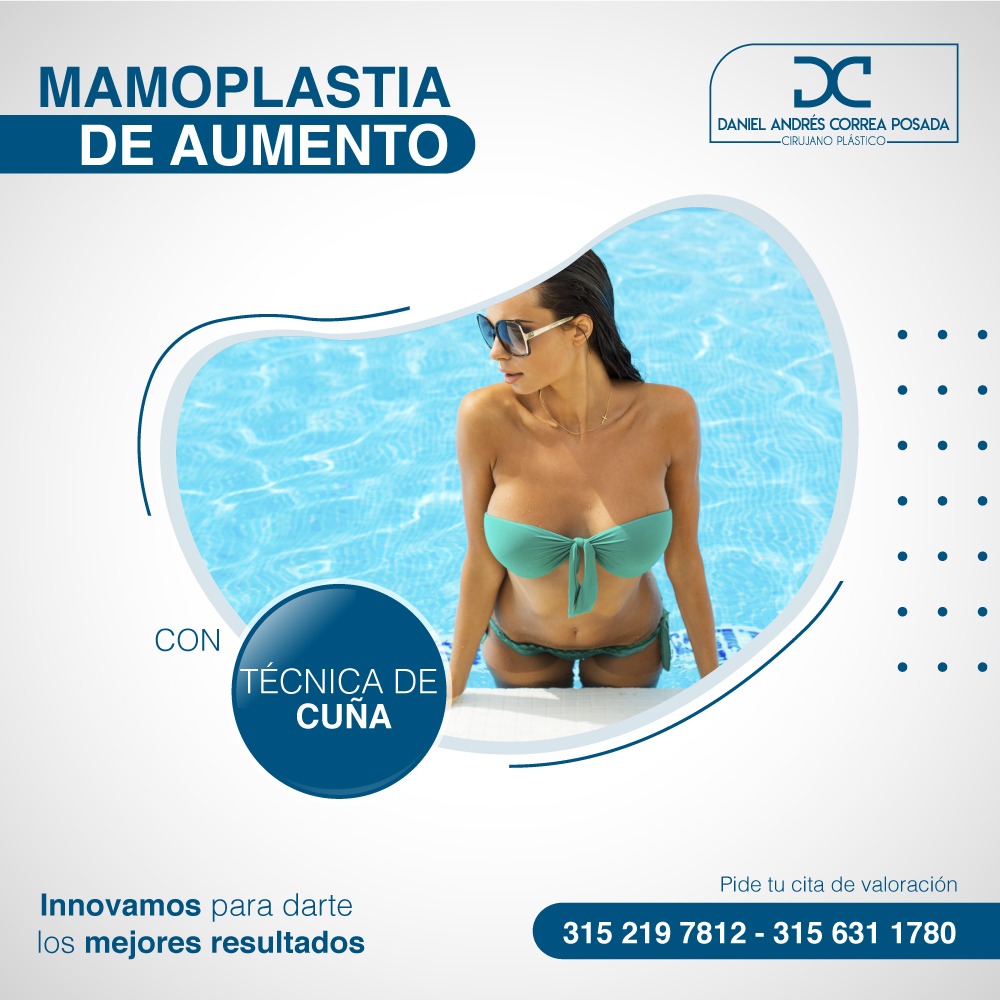 MAMOPLASTIA
DE AUMENTO
DC
DANIEL ANDRÉS CORREA POSADA
CIRUJANO PLÁSTICO
CON
TÉCNICA DE
CUÑA
Innovamos para darte
los mejores resultados
Pide tu cita de valoración
315 219 7812 - 315 631 1780